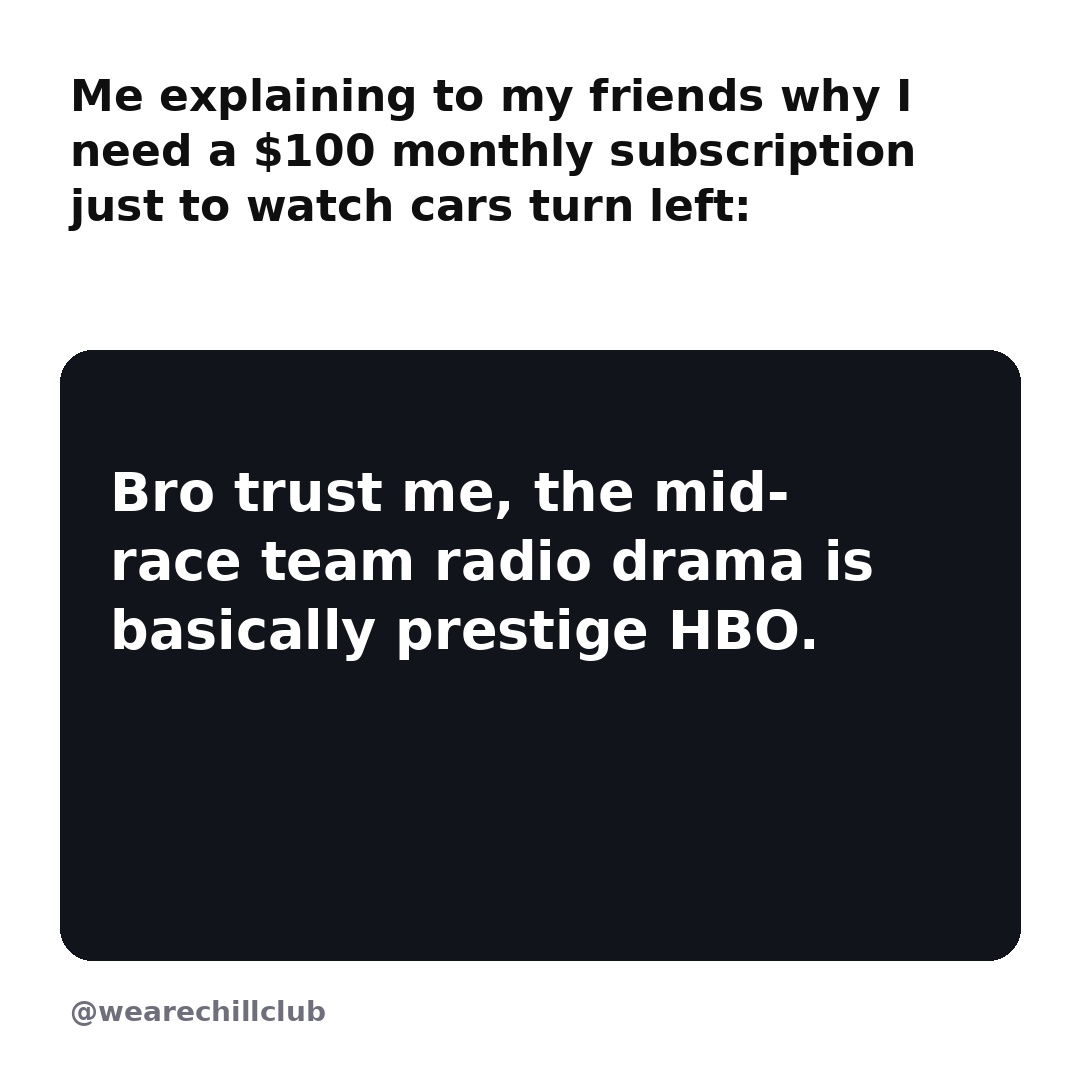 Me explaining to my friends why I
need a $100 monthly subscription
just to watch cars turn left:
Bro trust me, the mid-
race team radio drama is
basically prestige HBO.
@wearechillclub